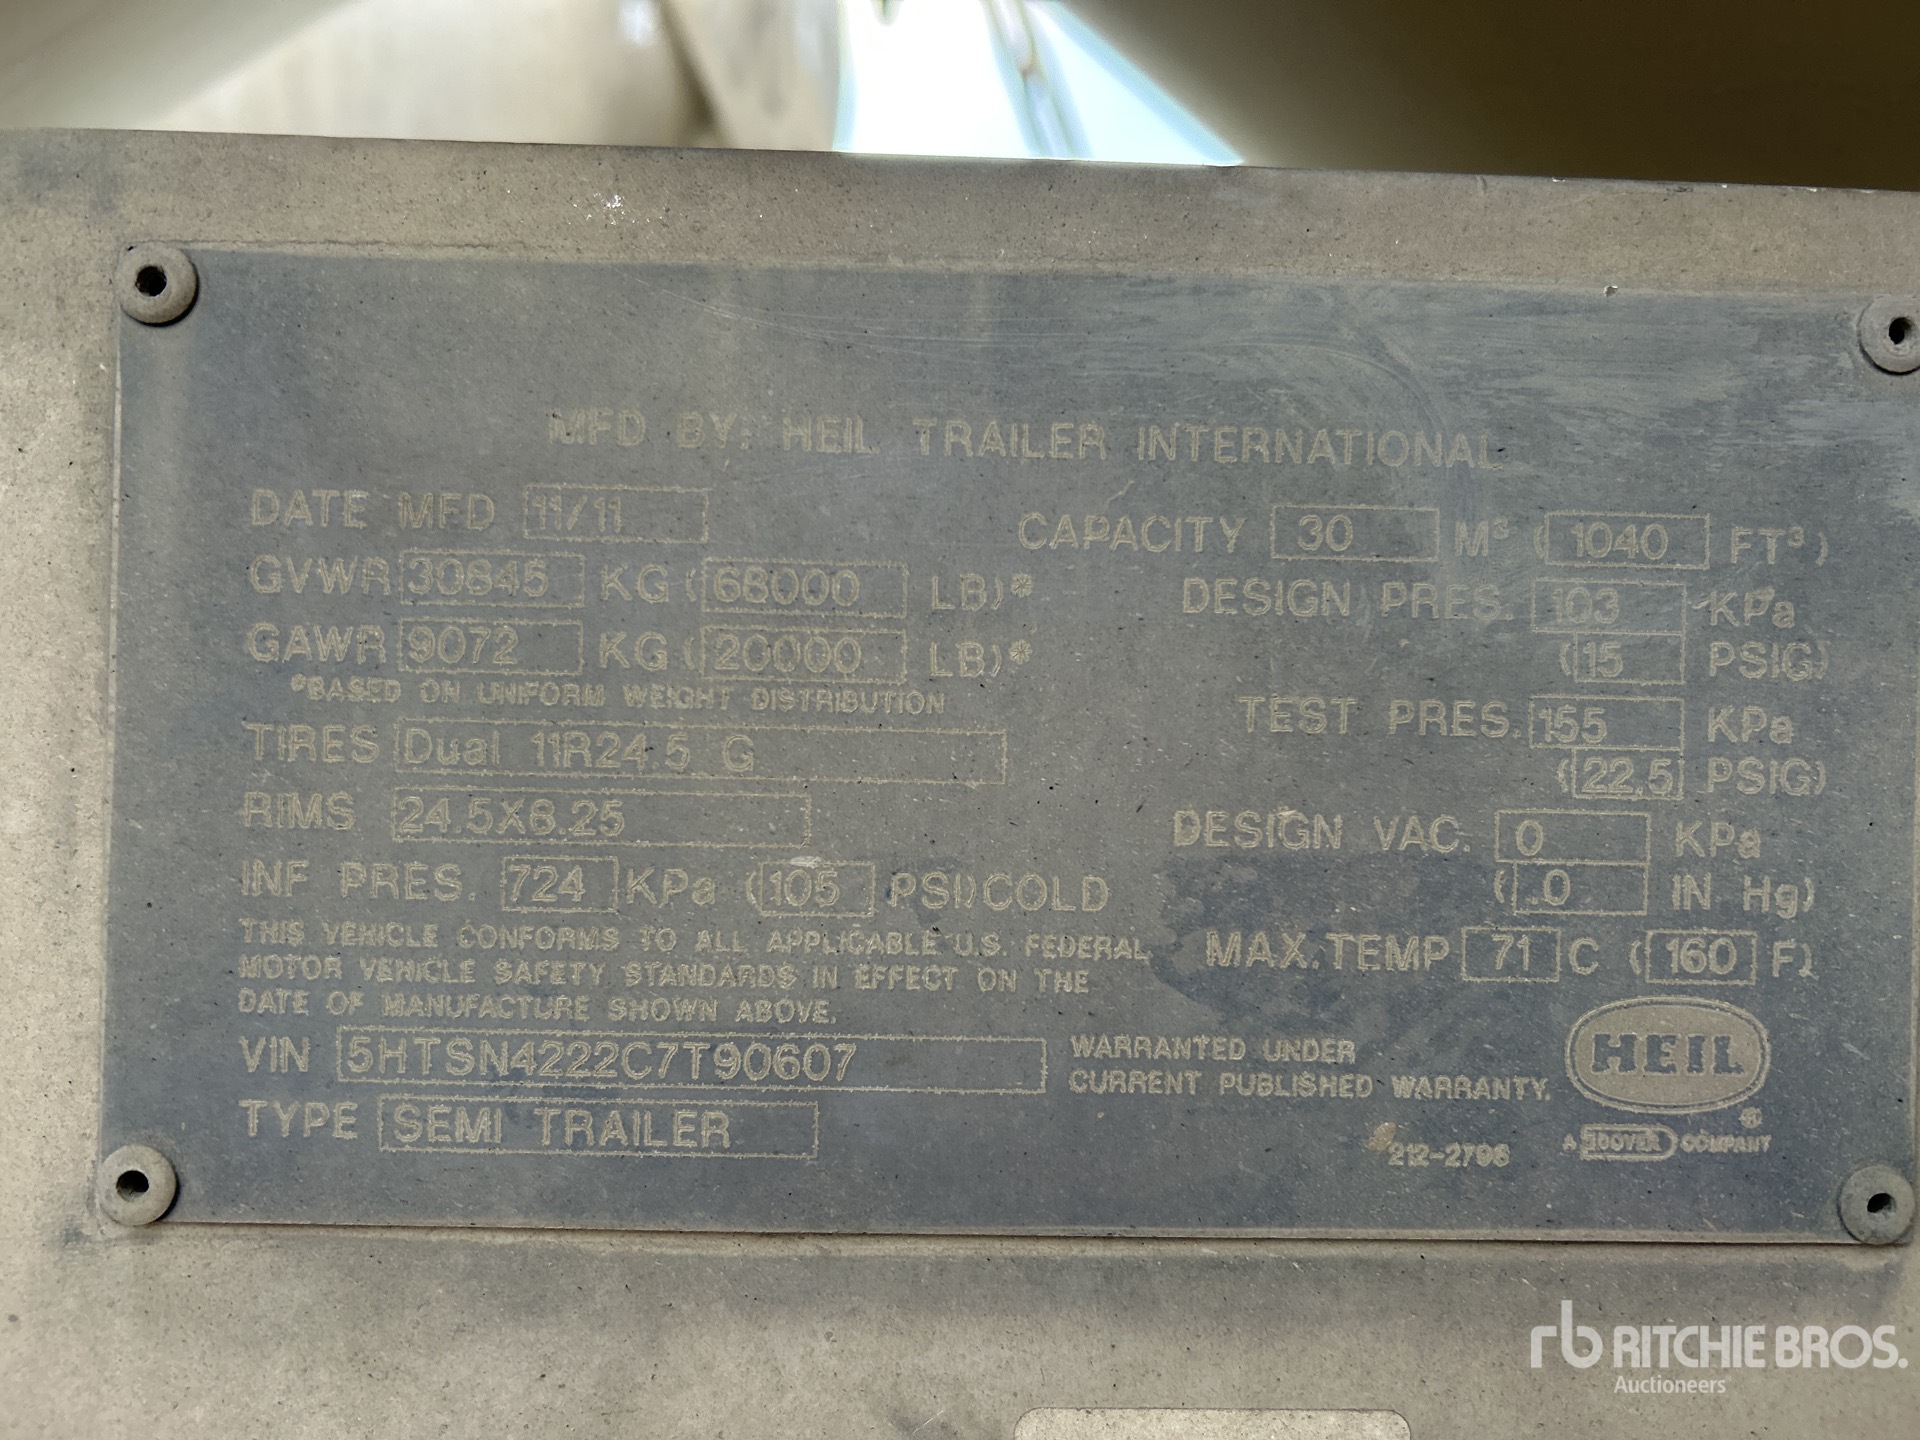 MFD BY: HEIL TRAILER INTERNATIONAL
DATE MFD 11/11
GVWR 30845 KG (68000 LB)*
GAWR 9072 KG (20000 LB)*
*BASED ON UNIFORM WEIGHT DISTRIBUTION
TIRES Dual 11R24.5 G
RIMS 24.5X8.25
INF PRES. 724 KPa (105 PSI) COLD
THIS VEHICLE CONFORMS TO ALL APPLICABLE U.S. FEDERAL
MOTOR VEHICLE SAFETY STANDARDS IN EFFECT ON THE
DATE OF MANUFACTURE SHOWN ABOVE.
VIN 5HTSN4222C7T90607
TYPE SEMI TRAILER
CAPACITY 30 M³ (1040 FT³)
DESIGN PRES. 103 KPa
(15 PSIG)
TEST PRES. 155 KPa
(22.5 PSIG)
DESIGN VAC. 0 KPa
(.0 IN Hg)
MAX. TEMP 71 C (160 F)
WARRANTED UNDER
CURRENT PUBLISHED WARRANTY.
HEIL ®
A DOVER COMPANY
212-2796
rb RITCHIE BROS.
Auctioneers